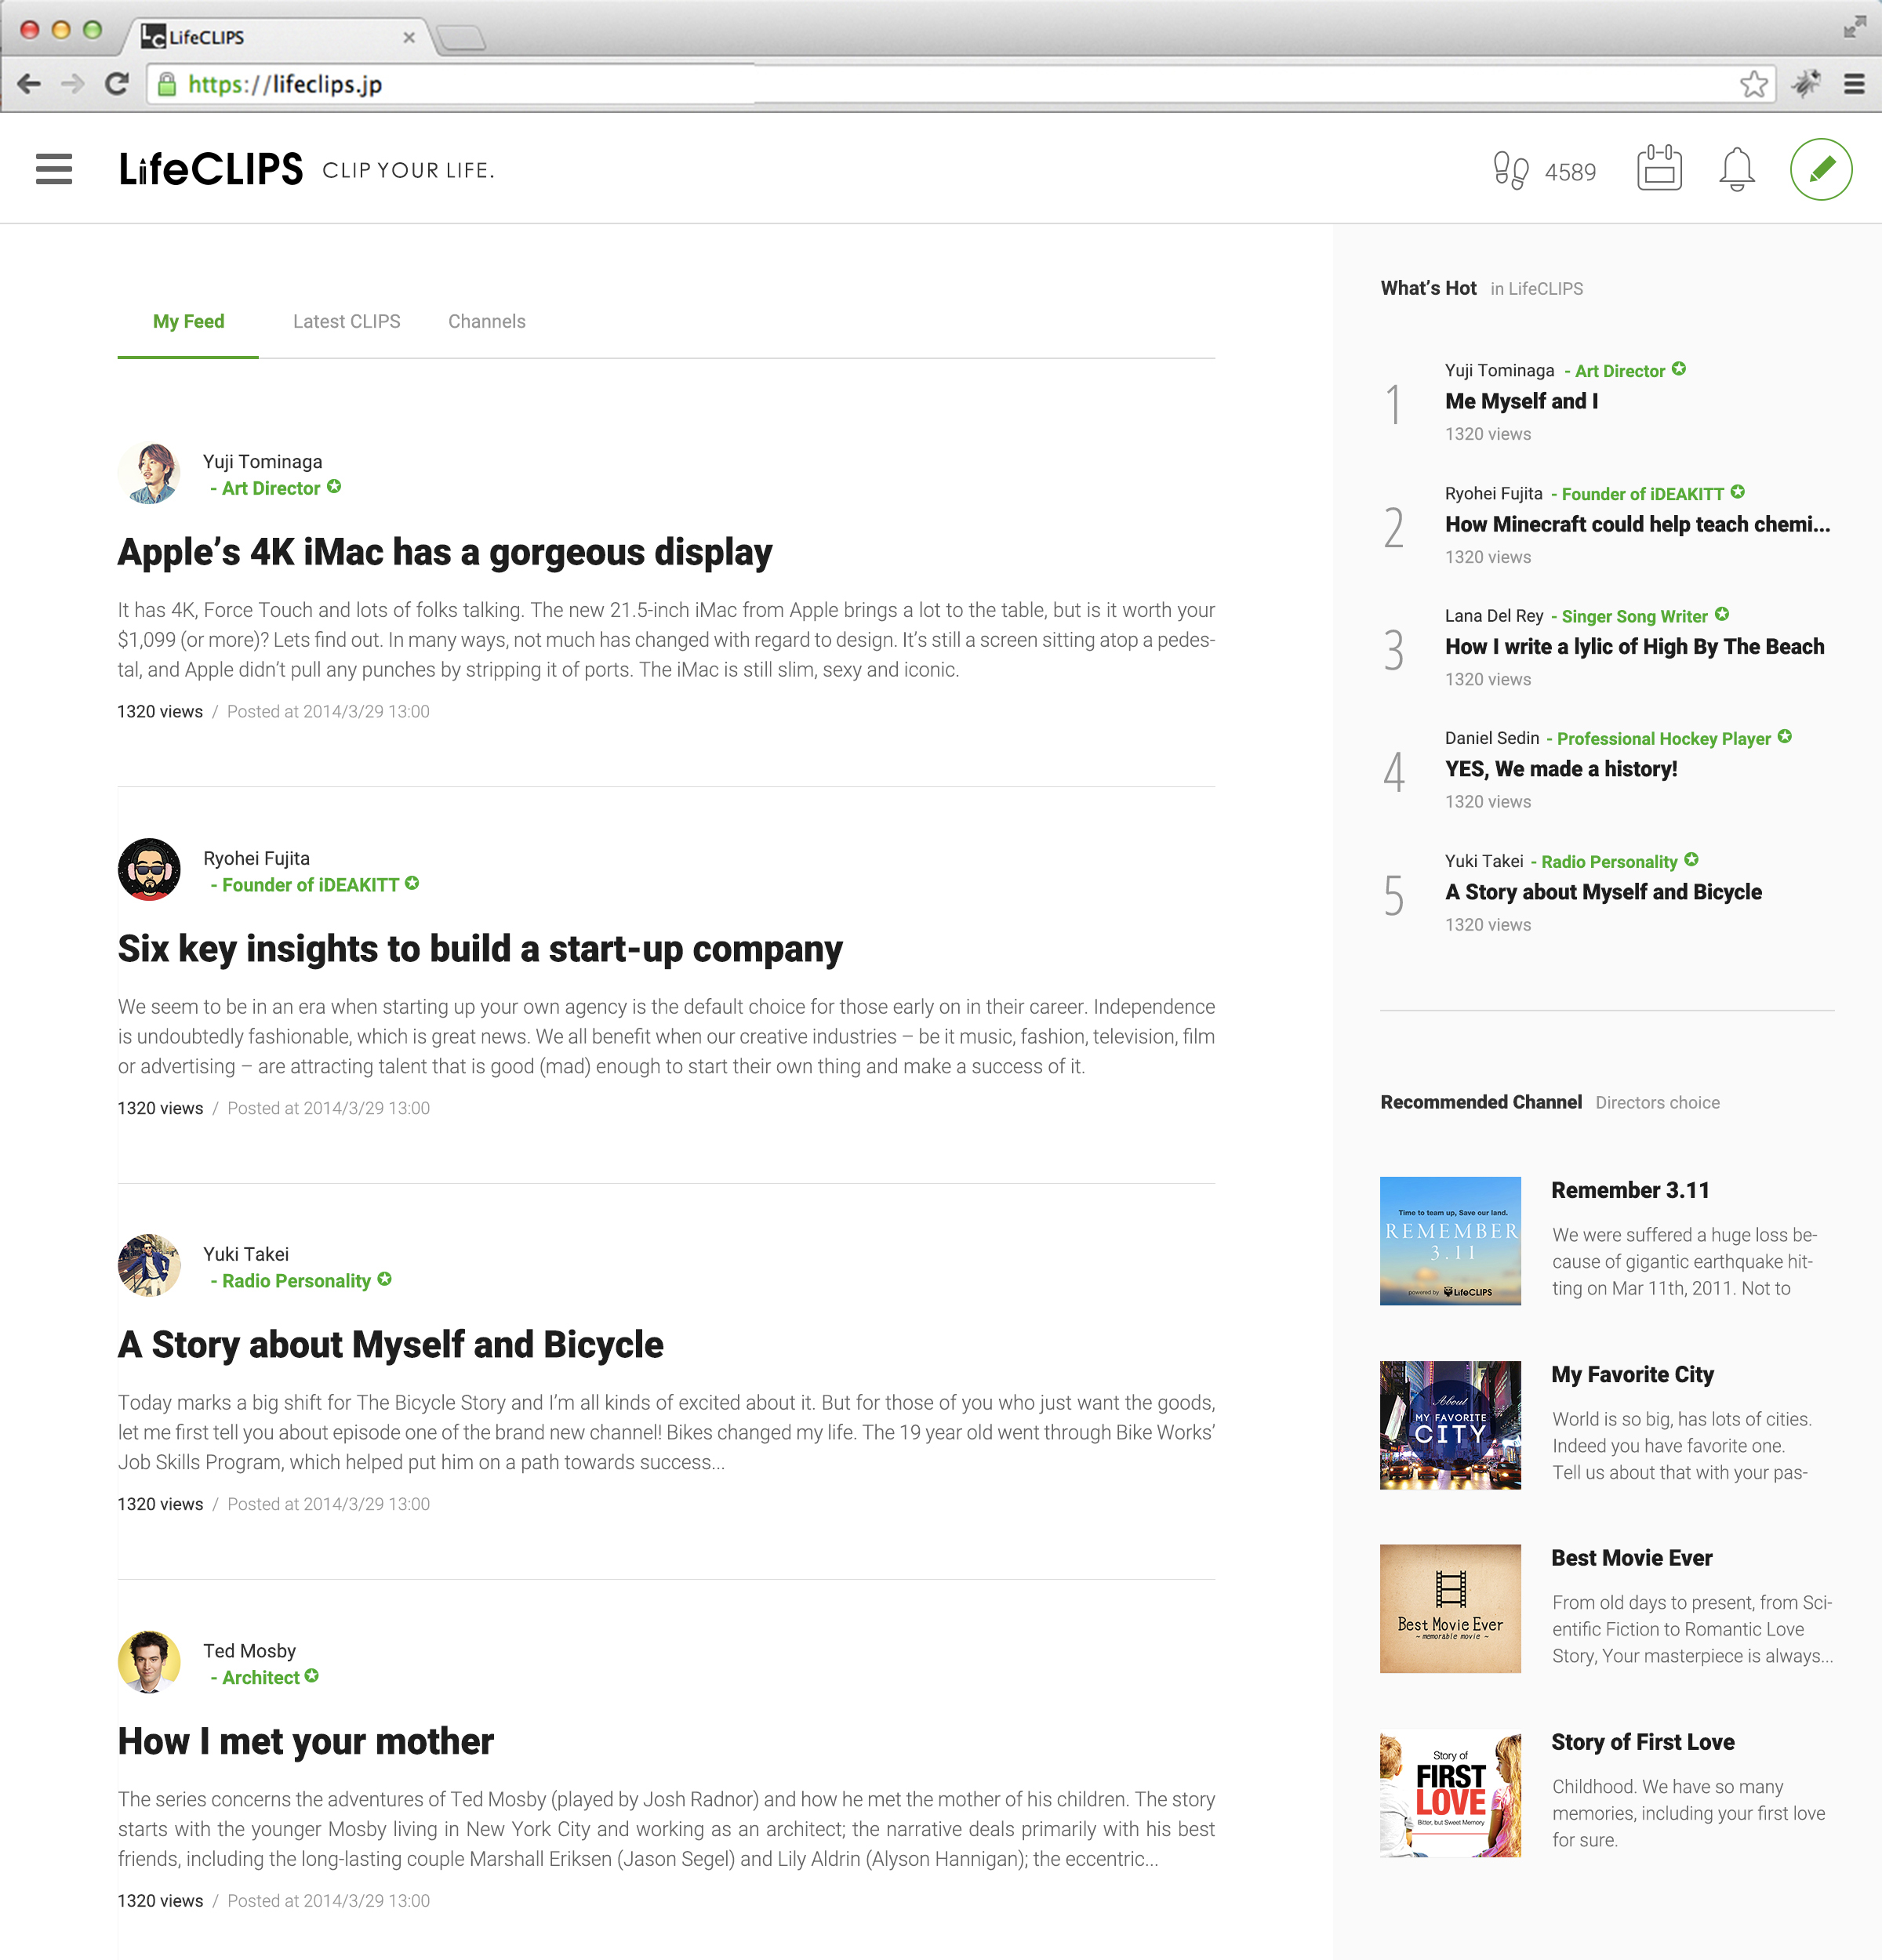 LifeCLIPS
https://lifeclips.jp
LifeCLIPS CLIP YOUR LIFE.
4589
My Feed Latest CLIPS Channels
Yuji Tominaga
- Art Director
Apple’s 4K iMac has a gorgeous display
It has 4K, Force Touch and lots of folks talking. The new 21.5-inch iMac from Apple brings a lot to the table, but is it worth your
$1,099 (or more)? Lets find out. In many ways, not much has changed with regard to design. It’s still a screen sitting atop a pedes-
tal, and Apple didn’t pull any punches by stripping it of ports. The iMac is still slim, sexy and iconic.
1320 views / Posted at 2014/3/29 13:00
Ryohei Fujita
- Founder of iDEAKITT
Six key insights to build a start-up company
We seem to be in an era when starting up your own agency is the default choice for those early on in their career. Independence
is undoubtedly fashionable, which is great news. We all benefit when our creative industries – be it music, fashion, television, film
or advertising – are attracting talent that is good (mad) enough to start their own thing and make a success of it.
1320 views / Posted at 2014/3/29 13:00
Yuki Takei
- Radio Personality
A Story about Myself and Bicycle
Today marks a big shift for The Bicycle Story and I’m all kinds of excited about it. But for those of you who just want the goods,
let me first tell you about episode one of the brand new channel! Bikes changed my life. The 19 year old went through Bike Works’
Job Skills Program, which helped put him on a path towards success...
1320 views / Posted at 2014/3/29 13:00
Ted Mosby
- Architect
How I met your mother
The series concerns the adventures of Ted Mosby (played by Josh Radnor) and how he met the mother of his children. The story
starts with the younger Mosby living in New York City and working as an architect; the narrative deals primarily with his best
friends, including the long-lasting couple Marshall Eriksen (Jason Segel) and Lily Aldrin (Alyson Hannigan); the eccentric...
1320 views / Posted at 2014/3/29 13:00
What’s Hot in LifeCLIPS
1
Yuji Tominaga - Art Director
Me Myself and I
1320 views
2
Ryohei Fujita - Founder of iDEAKITT
How Minecraft could help teach chemi...
1320 views
3
Lana Del Rey - Singer Song Writer
How I write a lylic of High By The Beach
1320 views
4
Daniel Sedin - Professional Hockey Player
YES, We made a history!
1320 views
5
Yuki Takei - Radio Personality
A Story about Myself and Bicycle
1320 views
Recommended Channel Directors choice
Time to team up, Save our land.
REMEMBER
3.11
powered by LifeCLIPS
Remember 3.11
We were suffered a huge loss be-
cause of gigantic earthquake hit-
ting on Mar 11th, 2011. Not to
About
MY FAVORITE
CITY
My Favorite City
World is so big, has lots of cities.
Indeed you have favorite one.
Tell us about that with your pas-
Best Movie Ever
~ memorable movie ~
Best Movie Ever
From old days to present, from Sci-
entific Fiction to Romantic Love
Story, Your masterpiece is always...
Story of
FIRST
LOVE
Bitter, but Sweet Memory
Story of First Love
Childhood. We have so many
memories, including your first love
for sure.